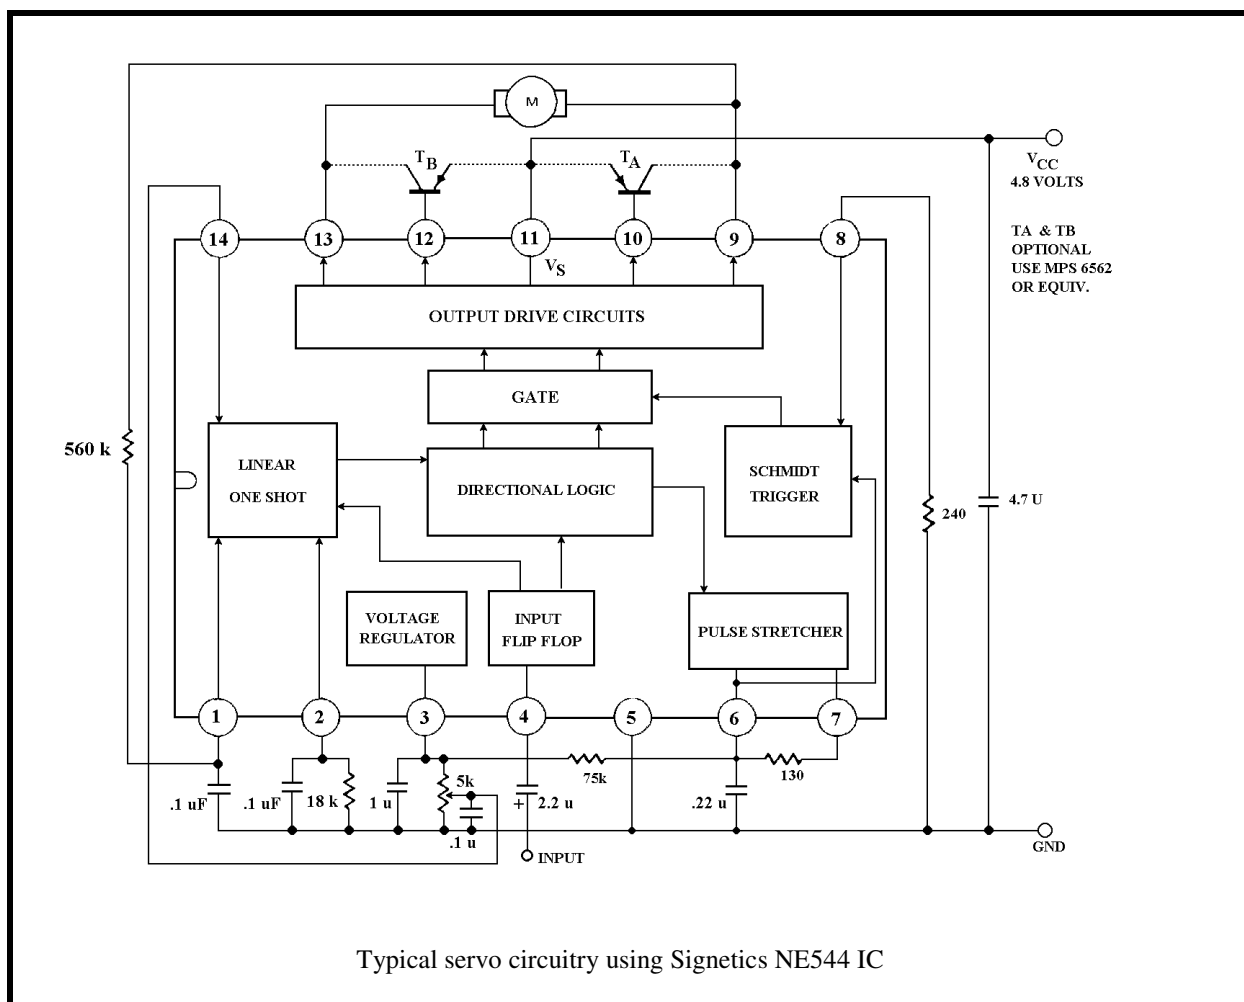 M
T B
T A
V CC
4.8 VOLTS
14
13
12
11
10
9
8
V S
TA & TB
OPTIONAL
USE MPS 6562
OR EQUIV.
OUTPUT DRIVE CIRCUITS
GATE
560 k
LINEAR
ONE SHOT
DIRECTIONAL LOGIC
SCHMIDT
TRIGGER
240
4.7 U
VOLTAGE
REGULATOR
INPUT
FLIP FLOP
PULSE STRETCHER
1
2
3
4
5
6
7
.1 uF
.1 uF
18 k
1 u
5k
.1 u
+ 2.2 u
75k
.22 u
130
INPUT
GND
Typical servo circuitry using Signetics NE544 IC